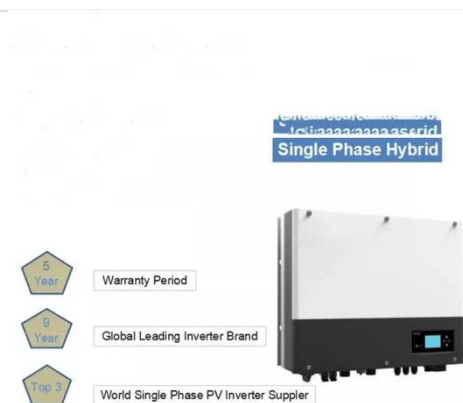 Single Phase Hybrid
5
Year
Warranty Period
9
Year
Global Leading Inverter Brand
Top 3
World Single Phase PV Inverter Suppler